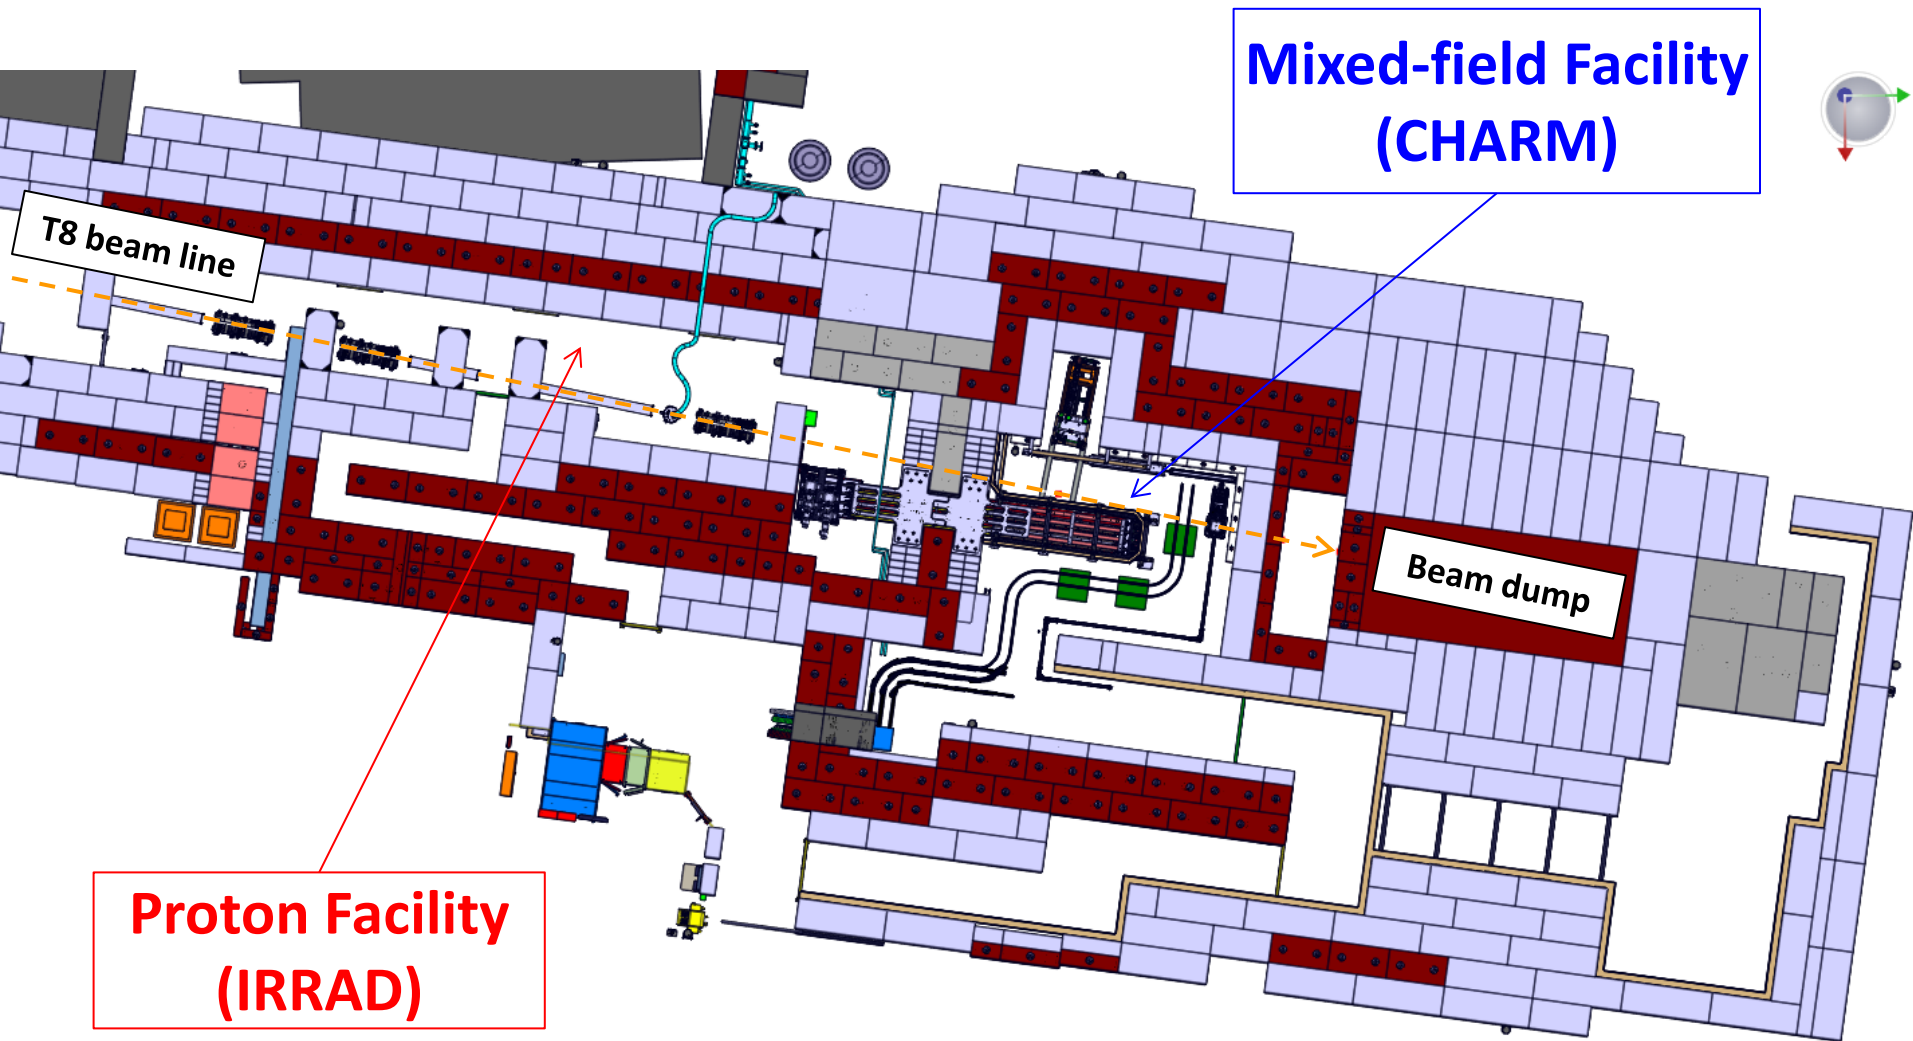 Mixed-field Facility
(CHARM)
T8 beam line
Beam dump
Proton Facility
(IRRAD)